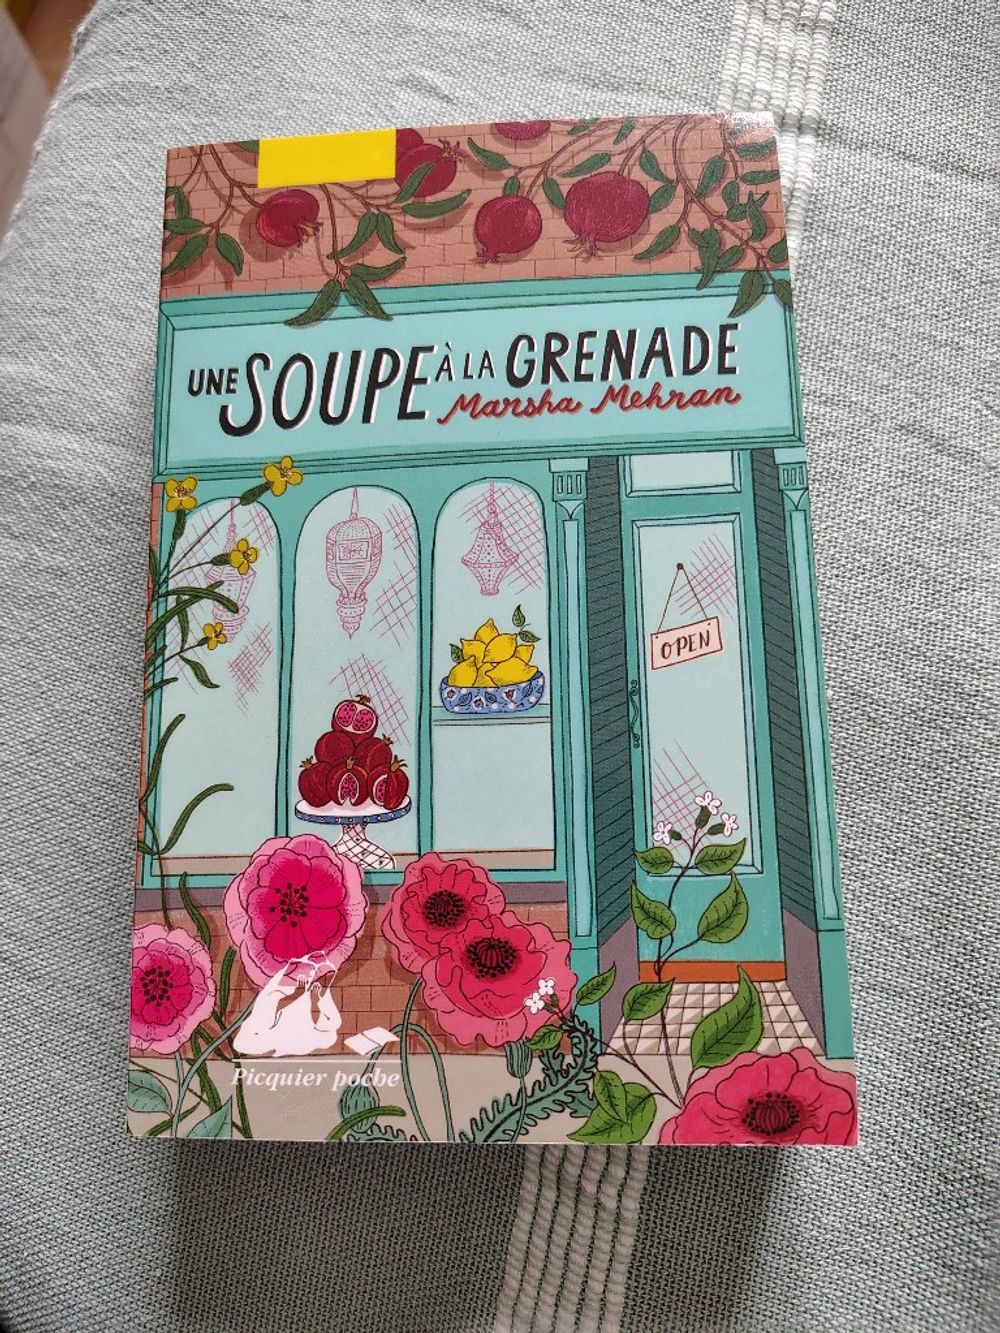 UNE SOUPE À LA GRENADE
Marsha Mehran
OPEN
Picquier poche